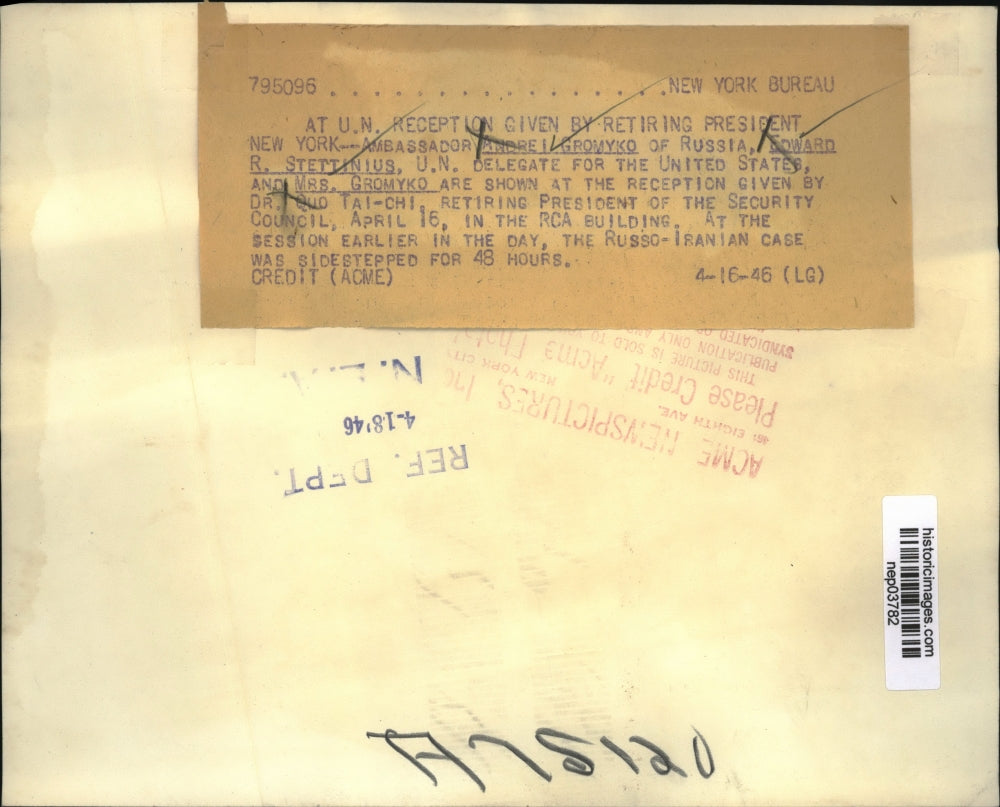 795096 . . . . . . . . . . . . . . . . . . NEW YORK BUREAU
AT U.N. RECEPTION GIVEN BY RETIRING PRESIDENT
NEW YORK--AMBASSADOR ANDREI GROMYKO OF RUSSIA, EDWARD
R. STETTINIUS, U.N. DELEGATE FOR THE UNITED STATES,
AND MRS. GROMYKO ARE SHOWN AT THE RECEPTION GIVEN BY
DR. QUO TAI-CHI, RETIRING PRESIDENT OF THE SECURITY
COUNCIL, APRIL 16, IN THE RCA BUILDING. AT THE
SESSION EARLIER IN THE DAY, THE RUSSO-IRANIAN CASE
WAS SIDESTEPPED FOR 48 HOURS.
CREDIT (ACME) 4-16-46 (LG)
ACME NEWSPICTURES, Inc
461 EIGHTH AVE. NEW YORK CITY
Please Credit "Acme Photo
THIS PICTURE IS SOLD TO YOU
PUBLICATION ONLY AND
SYNDICATED OR
REF. DEPT.
4-18'46
N.E.A.
historicimages.com
nep03782